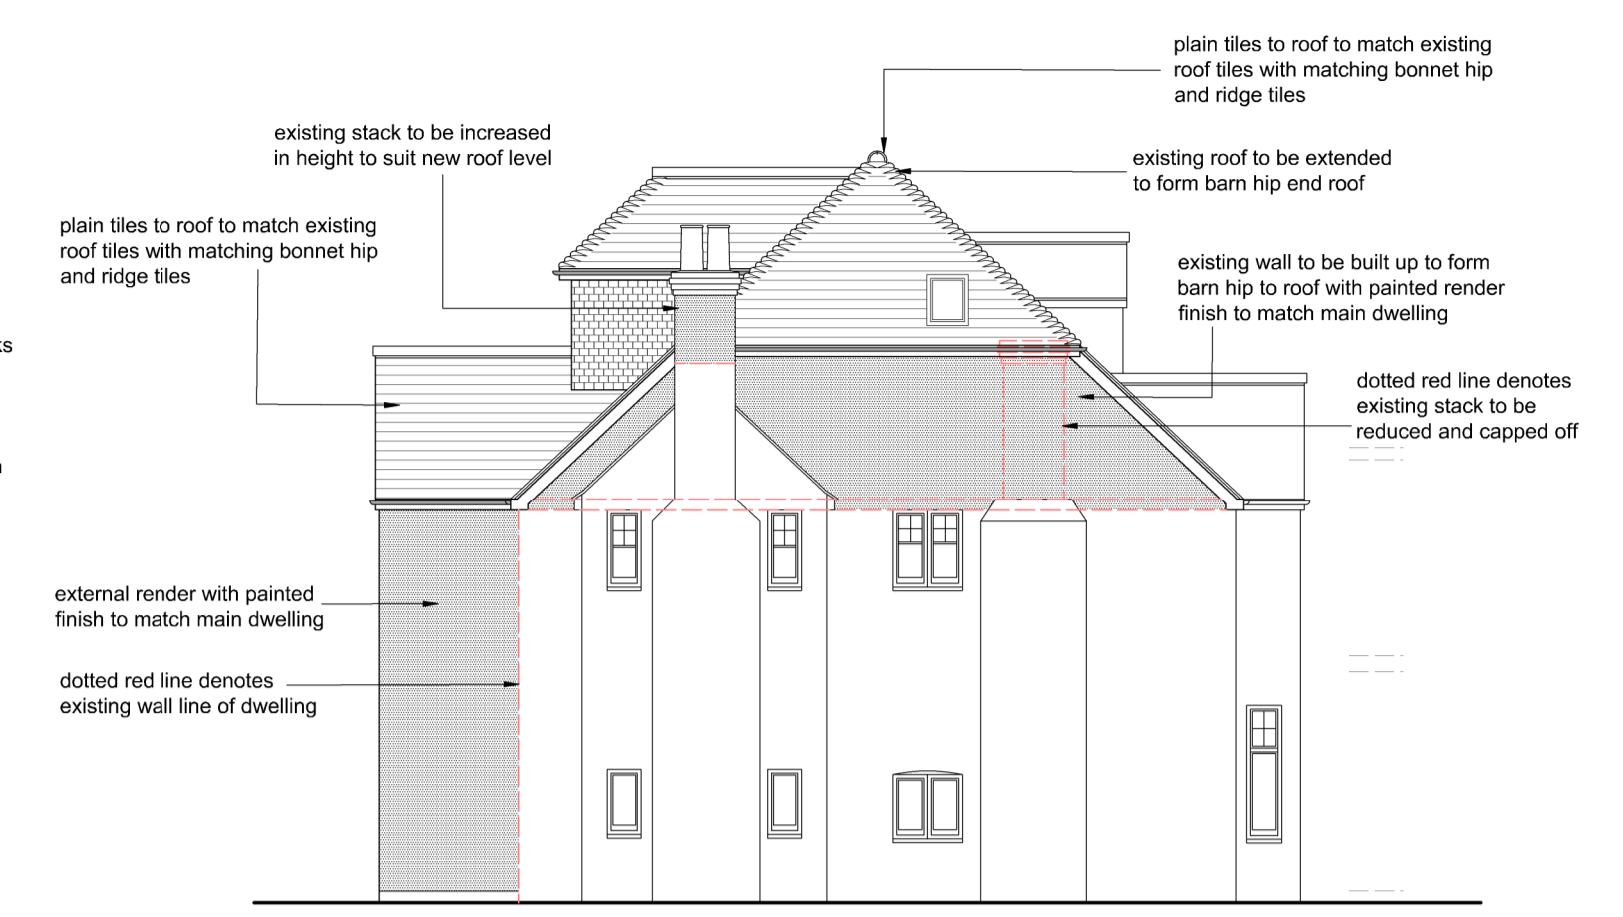 plain tiles to roof to match existing
roof tiles with matching bonnet hip
and ridge tiles
existing stack to be increased
in height to suit new roof level
existing roof to be extended
to form barn hip end roof
plain tiles to roof to match existing
roof tiles with matching bonnet hip
and ridge tiles
existing wall to be built up to form
barn hip to roof with painted render
finish to match main dwelling
ks
dotted red line denotes
existing stack to be
reduced and capped off
external render with painted
finish to match main dwelling
dotted red line denotes
existing wall line of dwelling